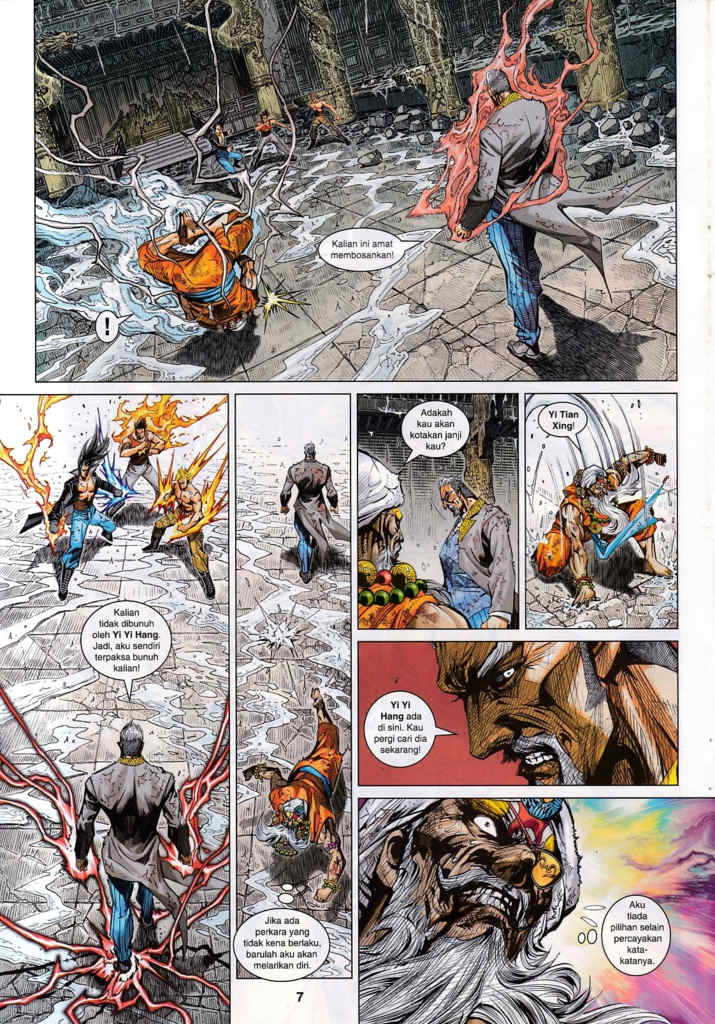 Kalian ini amat
membosankan!
!
Kalian
tidak dibunuh
oleh Yi Yi Hang.
Jadi, aku sendiri
terpaksa bunuh
kalian!
Jika ada
perkara yang
tidak kena berlaku,
barulah aku akan
melarikan diri.
Adakah
kau akan
kotakan janji
kau?
Yi Tian
Xing!
Yi Yi
Hang ada
di sini. Kau
pergi cari dia
sekarang!
Aku
tiada
pilihan selain
percayakan
kata-
katanya.
7